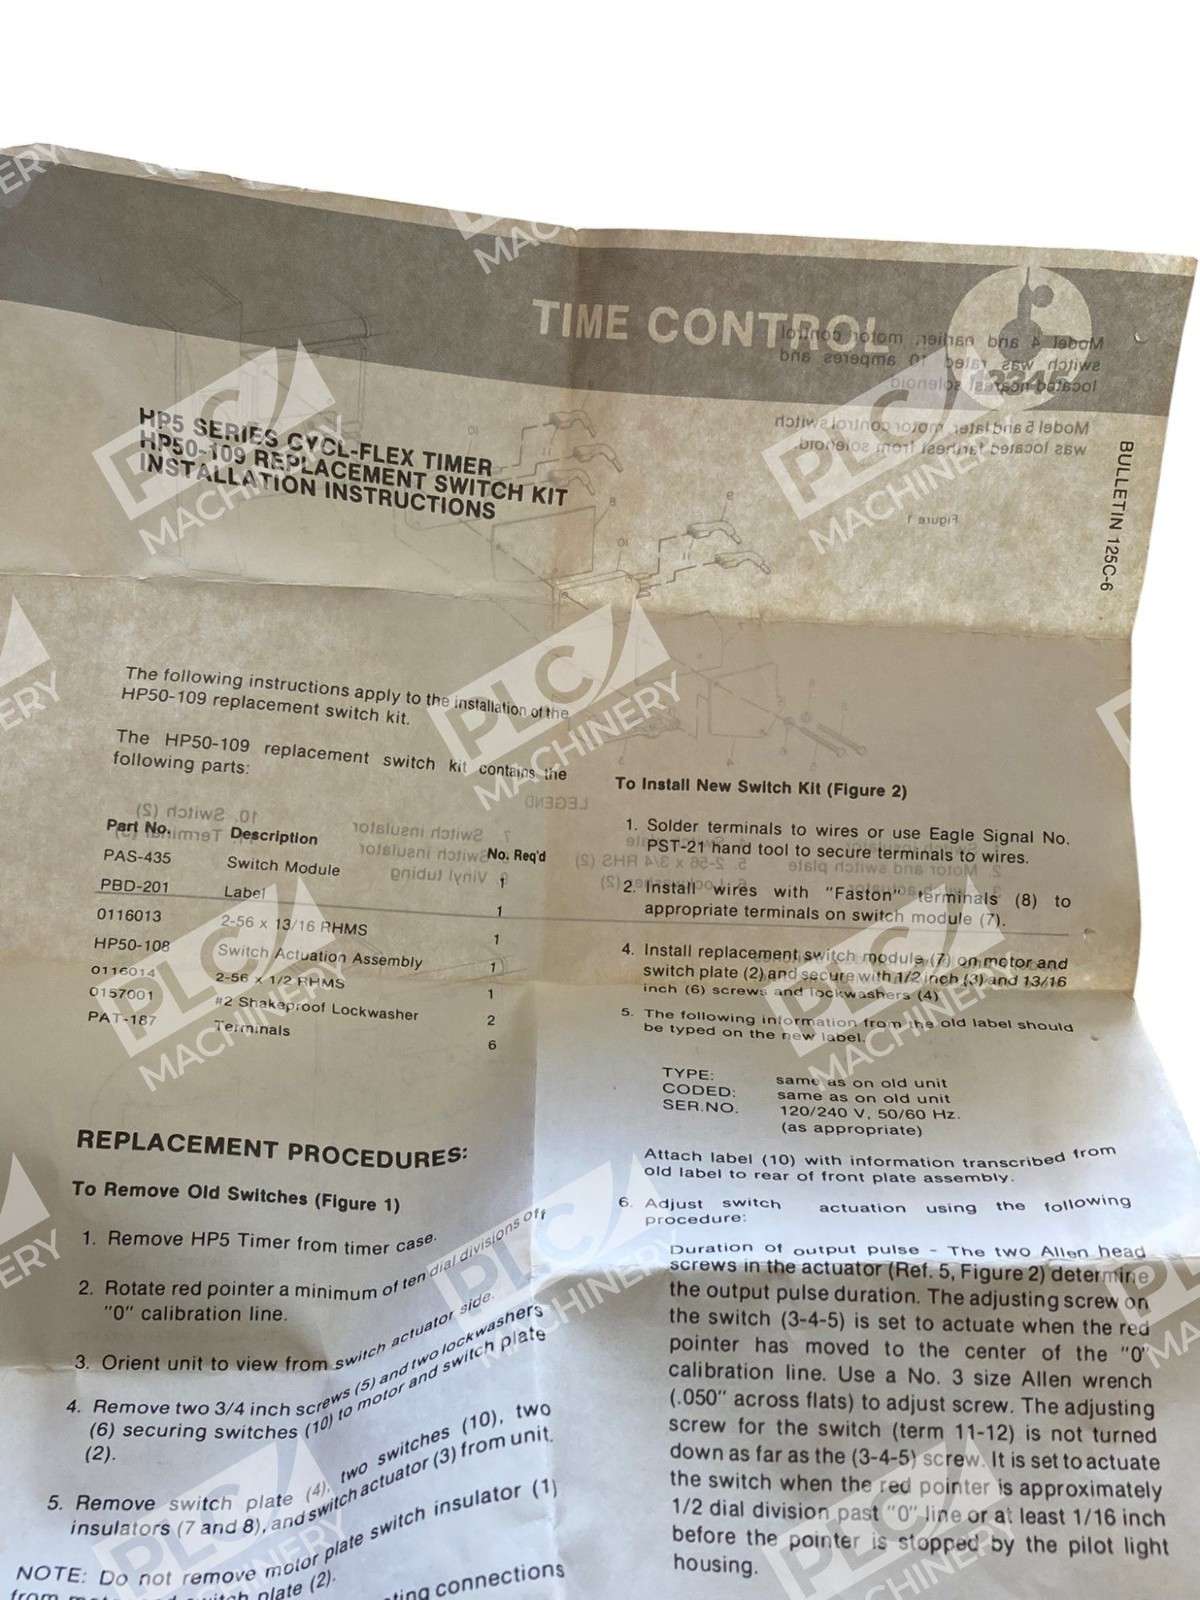 TIME CONTROL
BULLETIN 125C-6
HP5 SERIES CYCL-FLEX TIMER
HP50-109 REPLACEMENT SWITCH KIT
INSTALLATION INSTRUCTIONS
The following instructions apply to the installation of the
HP50-109 replacement switch kit.
The HP50-109 replacement switch kit contains the
following parts:
Part No. Description No. Req'd
PAS-435 Switch Module 1
PBD-201 Label 1
0116013 2-56 x 13/16 RHMS 1
HP50-108 Switch Actuation Assembly 1
0116014 2-56 x 1/2 RHMS 1
0157001 #2 Shakeproof Lockwasher 2
PAT-187 Terminals 6
REPLACEMENT PROCEDURES:
To Remove Old Switches (Figure 1)
1. Remove HP5 Timer from timer case.
2. Rotate red pointer a minimum of ten dial divisions off
"0" calibration line.
3. Orient unit to view from switch actuator side.
4. Remove two 3/4 inch screws (5) and two lockwashers
(6) securing switches (10) to motor and switch plate
(2).
5. Remove switch plate (4), two switches (10), two
insulators (7 and 8), and switch actuator (3) from unit.
NOTE: Do not remove motor plate switch insulator (1)
from switch plate (2).
connections
To Install New Switch Kit (Figure 2)
1. Solder terminals to wires or use Eagle Signal No.
PST-21 hand tool to secure terminals to wires.
2. Install wires with "Faston" terminals (8) to
appropriate terminals on switch module (7).
4. Install replacement switch module (7) on motor and
switch plate (2) and secure with 1/2 inch (3) and 13/16
inch (6) screws and lockwashers (4)
5. The following information from the old label should
be typed on the new label.
TYPE: same as on old unit
CODED: same as on old unit
SER.NO. 120/240 V, 50/60 Hz.
(as appropriate)
Attach label (10) with information transcribed from
old label to rear of front plate assembly.
6. Adjust switch actuation using the following
procedure:
Duration of output pulse - The two Allen head
screws in the actuator (Ref. 5, Figure 2) determine
the output pulse duration. The adjusting screw on
the switch (3-4-5) is set to actuate when the red
pointer has moved to the center of the "0"
calibration line. Use a No. 3 size Allen wrench
(.050" across flats) to adjust screw. The adjusting
screw for the switch (term 11-12) is not turned
down as far as the (3-4-5) screw. It is set to actuate
the switch when the red pointer is approximately
1/2 dial division past "0" line or at least 1/16 inch
before the pointer is stopped by the pilot light
housing.
PLC MACHINERY